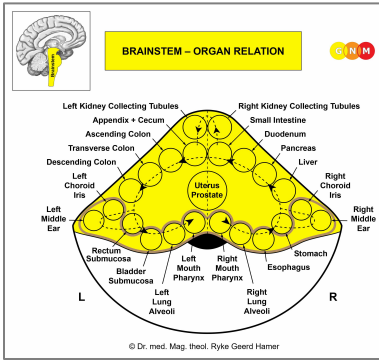 Brainstem
BRAINSTEM – ORGAN RELATION
G N M
Left Kidney Collecting Tubules
Right Kidney Collecting Tubules
Appendix + Cecum
Small Intestine
Ascending Colon
Duodenum
Transverse Colon
Pancreas
Descending Colon
Liver
Left
Choroid
Iris
Right
Choroid
Iris
Uterus
Prostate
Left
Middle
Ear
Right
Middle
Ear
Rectum
Submucosa
Stomach
Bladder
Submucosa
Esophagus
Left
Mouth
Pharynx
Right
Mouth
Pharynx
Left
Lung
Alveoli
Right
Lung
Alveoli
L
R
© Dr. med. Mag. theol. Ryke Geerd Hamer